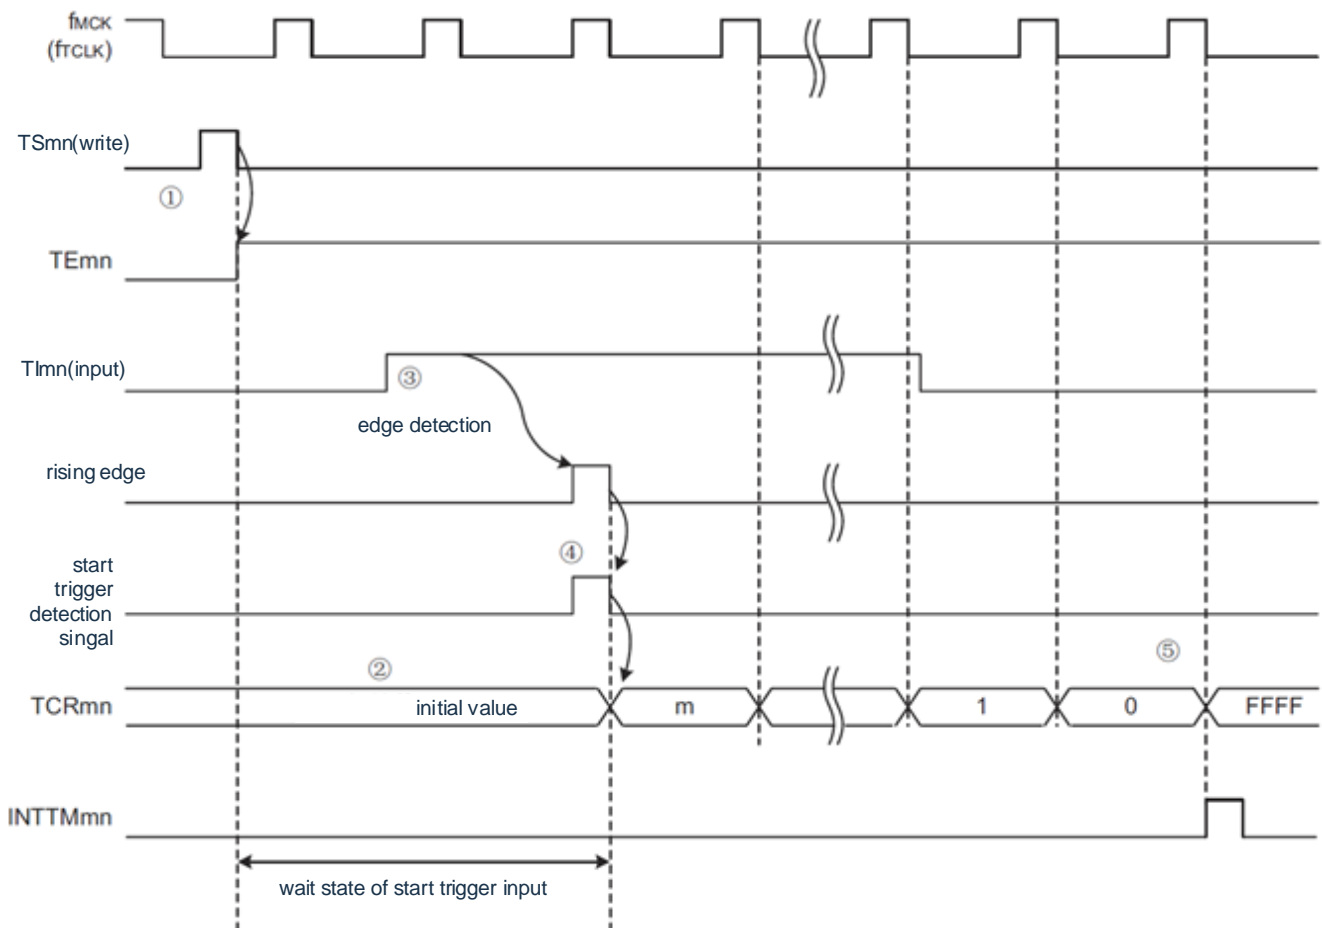 fMCK
(fTCLK)
TSmn(write)
①
TEmn
TImn(input)
③
edge detection
rising edge
④
start
trigger
detection
singal
②
⑤
TCRmn
initial value
m
1
0
FFFF
INTTMmn
wait state of start trigger input